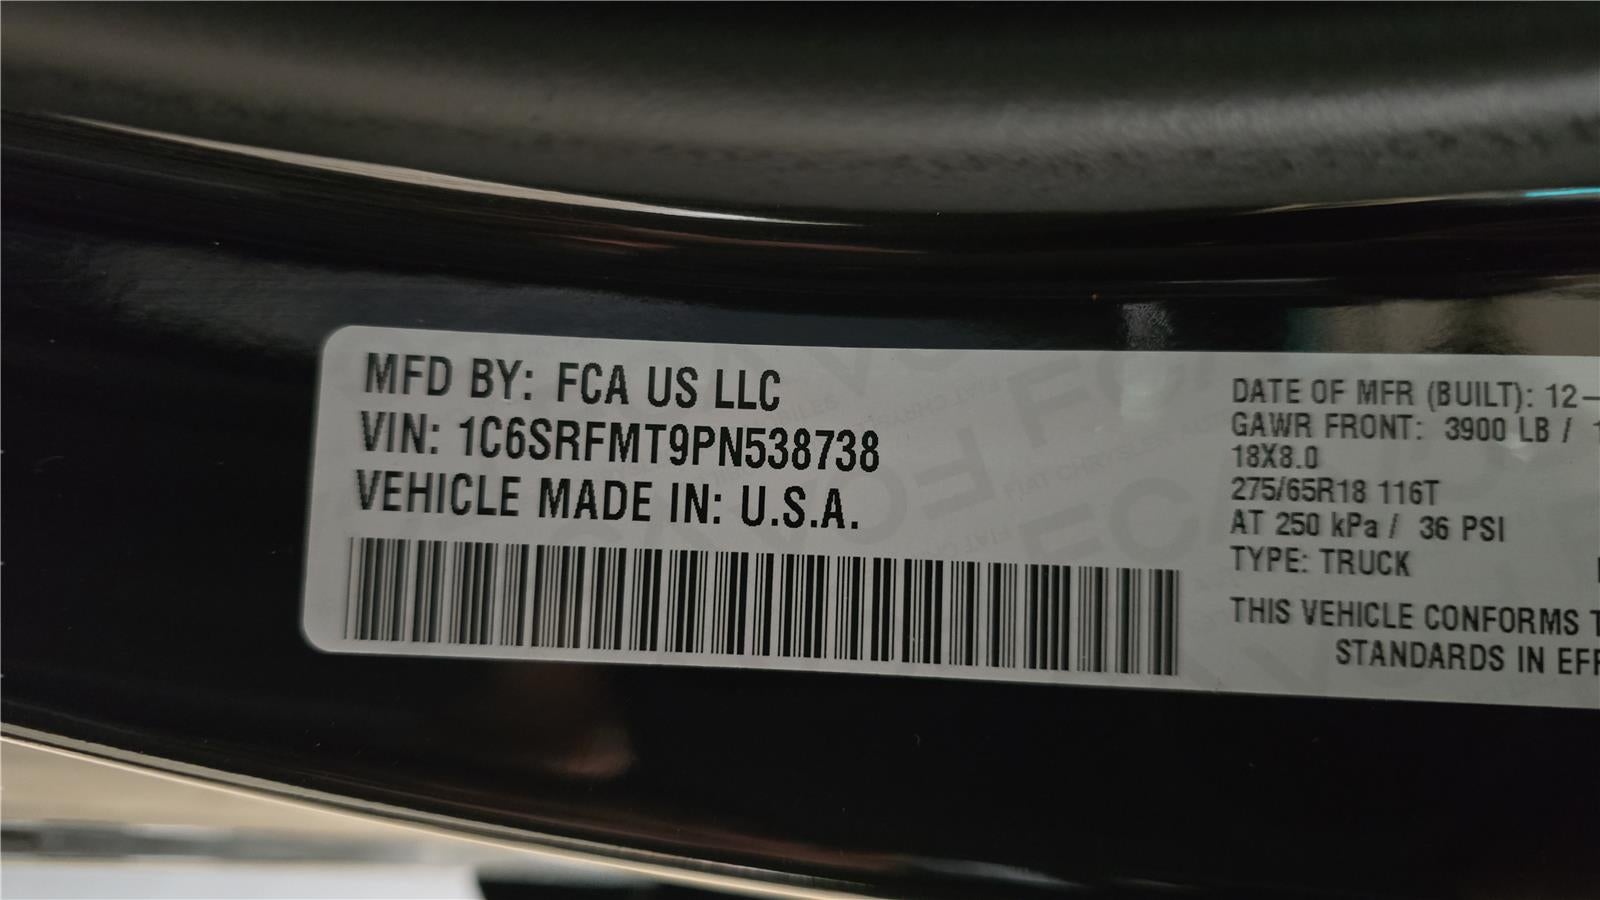 MFD BY: FCA US LLC
VIN: 1C6SRFMT9PN538738
VEHICLE MADE IN: U.S.A.
DATE OF MFR (BUILT): 12-
GAWR FRONT: 3900 LB /
18X8.0
275/65R18 116T
AT 250 kPa / 36 PSI
TYPE: TRUCK
THIS VEHICLE CONFORMS
STANDARDS IN